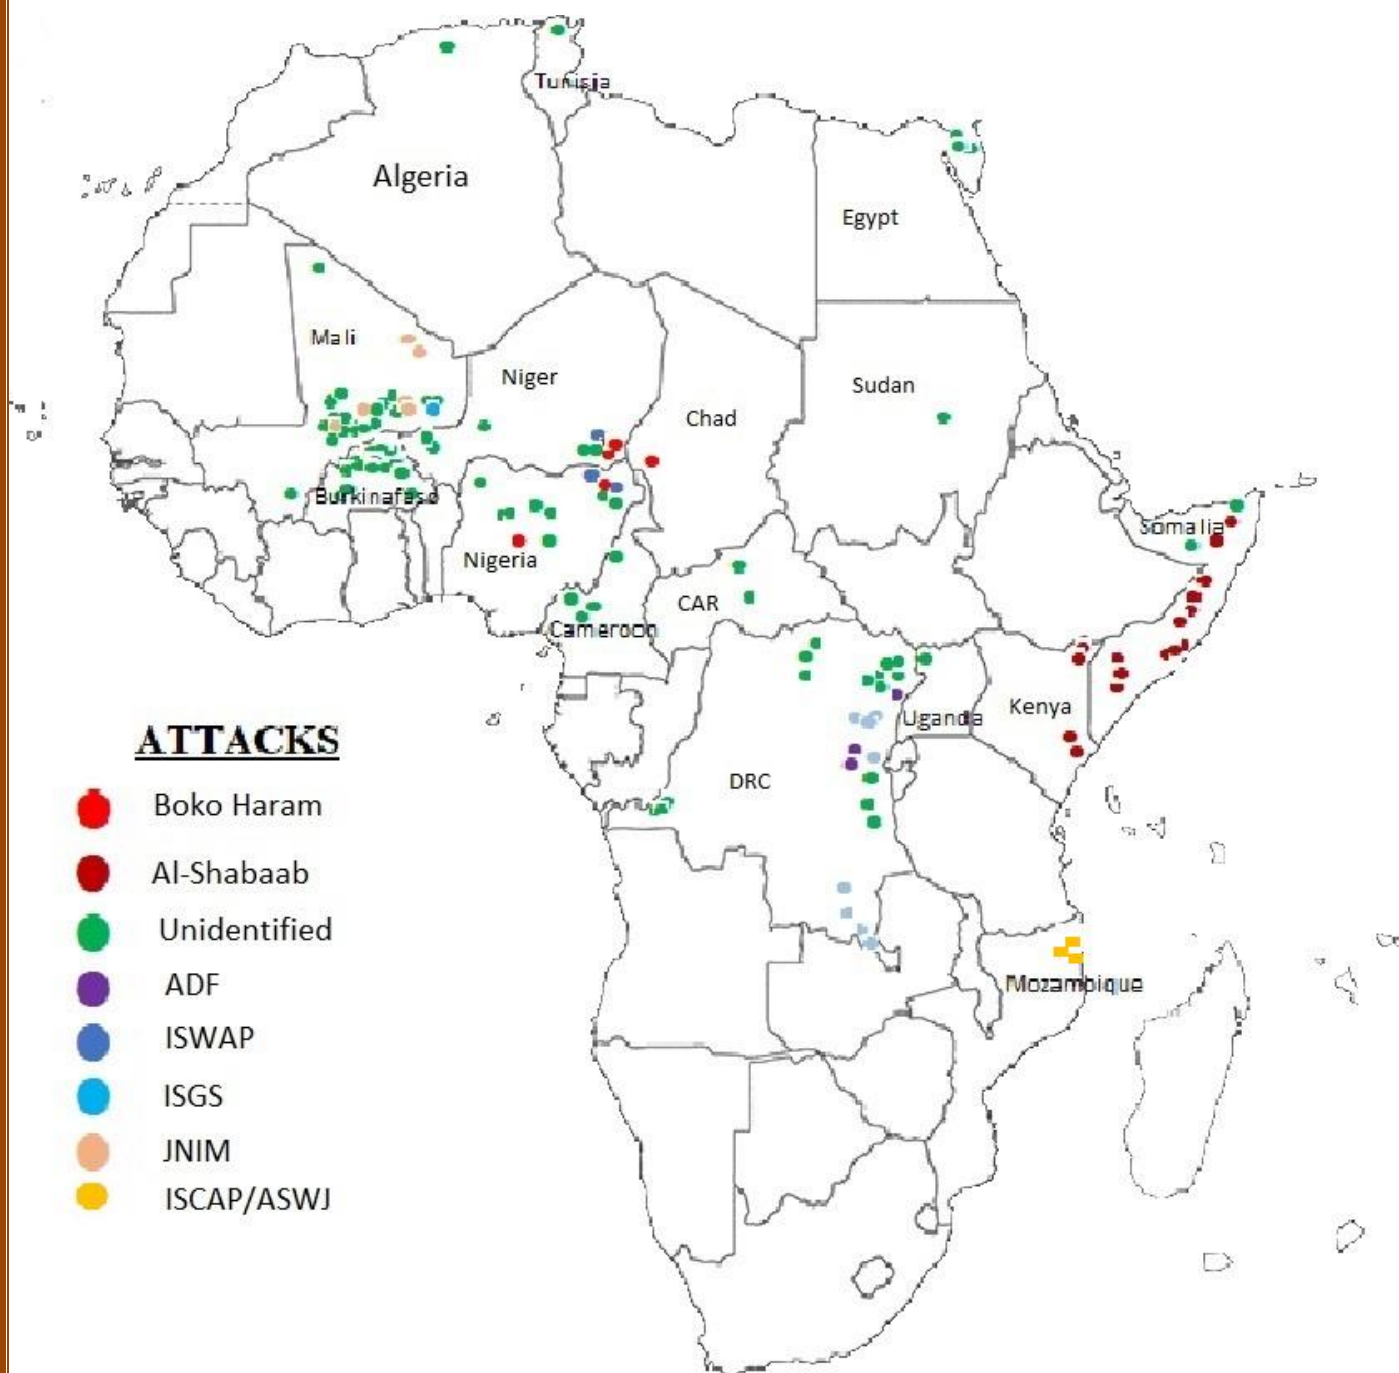 Tunisia
Algeria
Egypt
Mali
Niger
Chad
Sudan
Burkinafaso
Nigeria
Somalia
CAR
Cameroon
Uganda
Kenya
DRC
Mozambique
ATTACKS
Boko Haram
Al-Shabaab
Unidentified
ADF
ISWAP
ISGS
JNIM
ISCAP/ASWJ